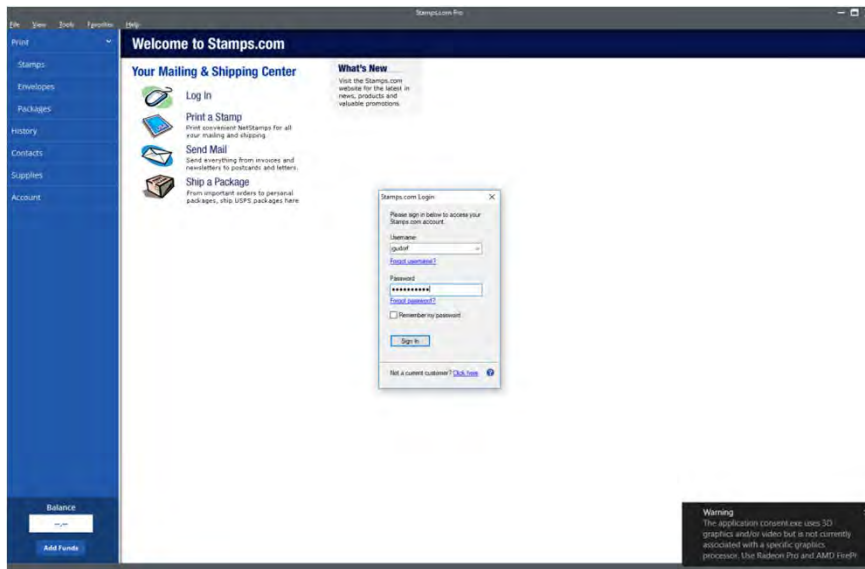 Stamps.com Pro
File View Tools Favorites Help
Print
Stamps
Envelopes
Packages
History
Contacts
Supplies
Account
Balance
--.--
Add Funds
Welcome to Stamps.com
Your Mailing & Shipping Center
Log In
Print a Stamp
Print convenient NetStamps for all
your mailing and shipping.
Send Mail
Send everything from invoices and
newsletters to postcards and letters.
Ship a Package
From important orders to personal
packages, ship USPS packages here
What's New
Visit the Stamps.com
website for the latest in
news, products and
valuable promotions.
Stamps.com Login
Please sign in below to access your
Stamps.com account.
Username
Forgot username?
Password
••••••••••
Forgot password?
Remember my password
Sign In
Not a current customer? Click here
Warning
The application consent.exe uses 3D
graphics and/or video but is not currently
associated with a specific graphics
processor. Use Radeon Pro and AMD FirePr